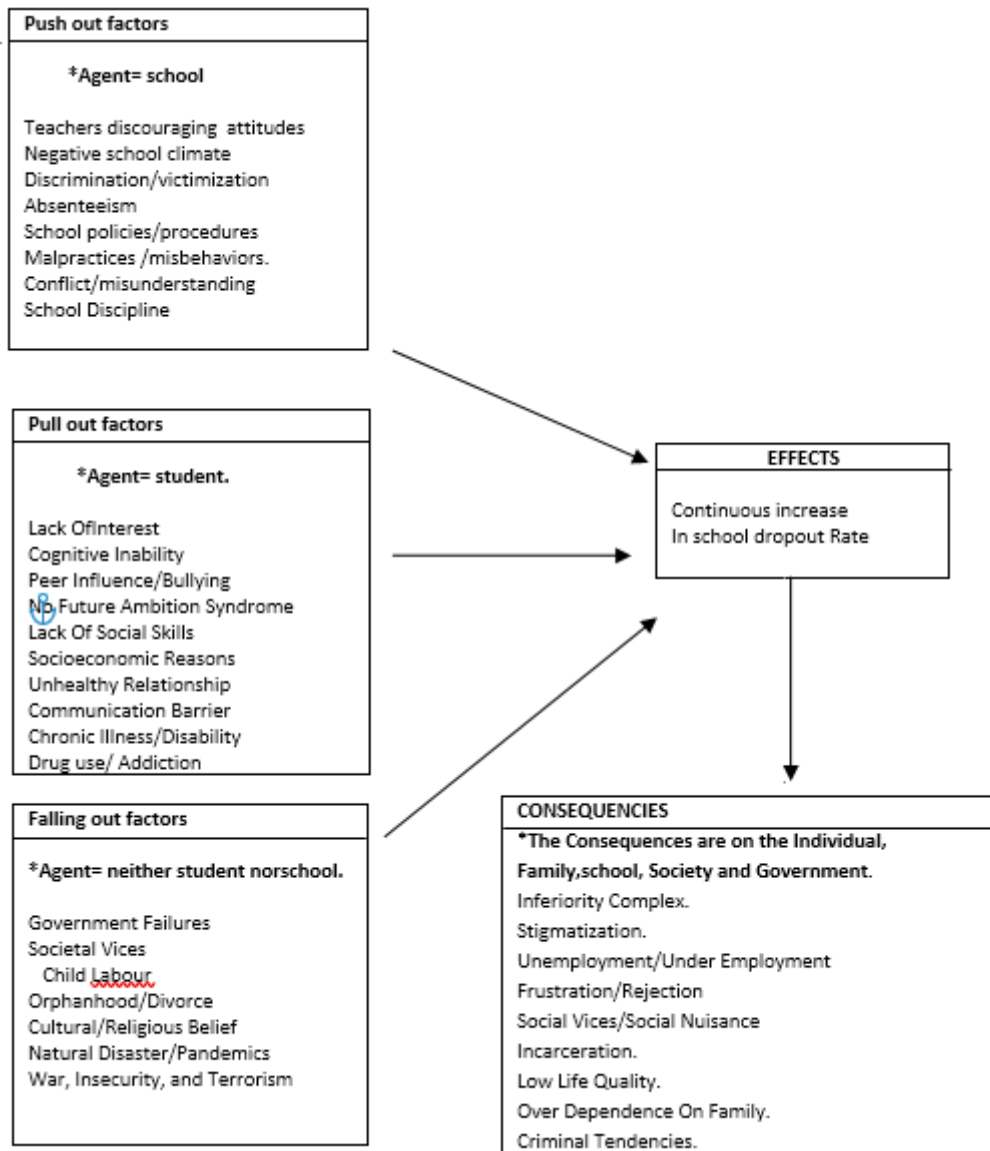 Push out factors
*Agent= school
Teachers discouraging attitudes
Negative school climate
Discrimination/victimization
Absenteeism
School policies/procedures
Malpractices /misbehaviors.
Conflict/misunderstanding
School Discipline
Pull out factors
*Agent= student.
Lack OfInterest
Cognitive Inability
Peer Influence/Bullying
No Future Ambition Syndrome
Lack Of Social Skills
Socioeconomic Reasons
Unhealthy Relationship
Communication Barrier
Chronic Illness/Disability
Drug use/ Addiction
Falling out factors
*Agent= neither student norschool.
Government Failures
Societal Vices
Child Labour
Orphanhood/Divorce
Cultural/Religious Belief
Natural Disaster/Pandemics
War, Insecurity, and Terrorism
EFFECTS
Continuous increase
In school dropout Rate
CONSEQUENCIES
*The Consequences are on the Individual,
Family,school, Society and Government.
Inferiority Complex.
Stigmatization.
Unemployment/Under Employment
Frustration/Rejection
Social Vices/Social Nuisance
Incarceration.
Low Life Quality.
Over Dependence On Family.
Criminal Tendencies.